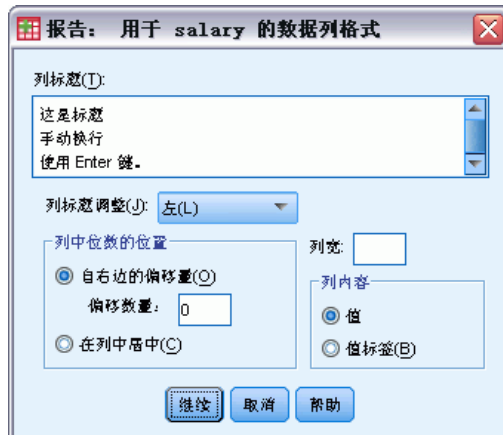 报告： 用于 salary 的数据列格式
列标题(T):
这是标题
手动换行
使用 Enter 键。
列标题调整(J): 左(L)
列中位数的位置
自右边的偏移量(O)
偏移数量： 0
在列中居中(C)
列宽:
列内容
值
值标签(B)
继续 取消 帮助